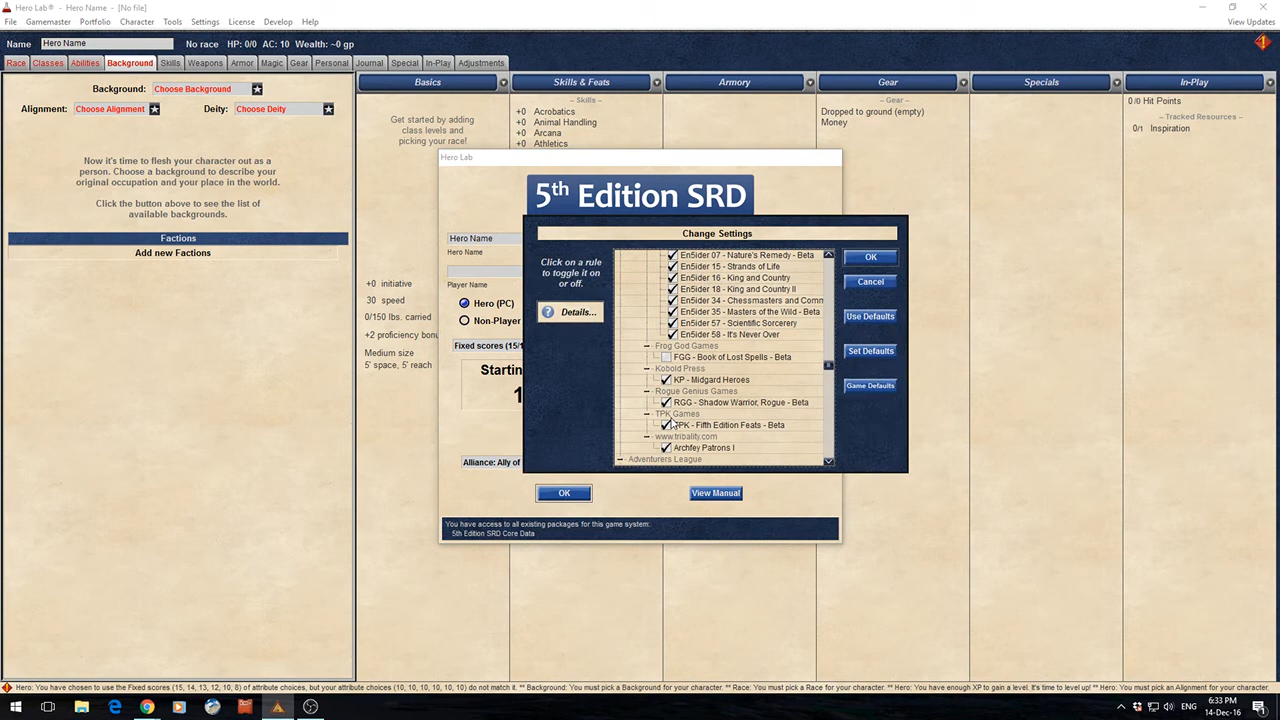 Hero Lab® - Hero Name - [No file]
File Gamemaster Portfolio Character Tools Settings License Develop Help
View Updates
Name Hero Name No race HP: 0/0 AC: 10 Wealth: ~0 gp
Race Classes Abilities Background Skills Weapons Armor Magic Gear Personal Journal Special In-Play Adjustments
Background: Choose Background
Alignment: Choose Alignment Deity: Choose Deity
Now it's time to flesh your character out as a
person. Choose a background to describe your
original occupation and your place in the world.
Click the button above to see the list of
available backgrounds.
Factions
Add new Factions
Basics
Get started by adding
class levels and
picking your race!
+0 initiative
30 speed
0/150 lbs. carried
+2 proficiency bonu
Medium size
5' space, 5' reach
Skills & Feats
– Skills –
+0 Acrobatics
+0 Animal Handling
+0 Arcana
+0 Athletics
Armory
Gear
– Gear –
Dropped to ground (empty)
Money
Specials
In-Play
0/0 Hit Points
– Tracked Resources –
0/1 Inspiration
Hero Lab
5th Edition SRD
Hero Name
Hero Name
Player Name
Hero (PC)
Non-Player
Fixed scores (15/1
Startin
1
Alliance: Ally of
OK
View Manual
You have access to all existing packages for this game system:
5th Edition SRD Core Data
Change Settings
Click on a rule
to toggle it on
or off.
Details...
En5ider 07 - Nature's Remedy - Beta
En5ider 15 - Strands of Life
En5ider 16 - King and Country
En5ider 18 - King and Country II
En5ider 34 - Chessmasters and Comm
En5ider 35 - Masters of the Wild - Beta
En5ider 57 - Scientific Sorcery
En5ider 58 - It's Never Over
Frog God Games
FGG - Book of Lost Spells - Beta
Kobold Press
KP - Midgard Heroes
Rogue Genius Games
RGG - Shadow Warrior, Rogue - Beta
TPK Games
TPK - Fifth Edition Feats - Beta
www.tribality.com
Archfey Patrons I
Adventurers League
OK
Cancel
Use Defaults
Set Defaults
Game Defaults
Hero: You have chosen to use the Fixed scores (15, 14, 13, 12, 10, 8) of attribute choices, but your attribute choices (10, 10, 10, 10, 10, 10) do not match it. ** Background: You must pick a Background for your character. ** Race: You must pick a Race for your character. ** Hero: You have enough XP to gain a level. It's time to level up! ** Hero: You must pick an Alignment for your character.
6:33 PM
14-Dec-16